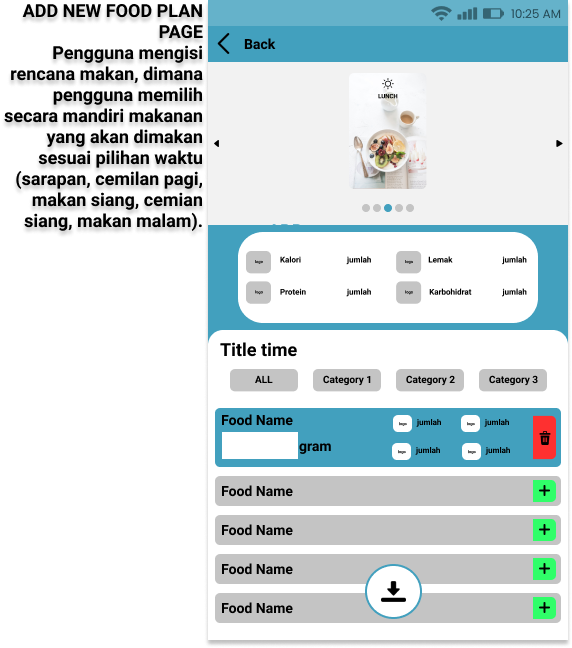 ADD NEW FOOD PLAN
PAGE
Pengguna mengisi
rencana makan, dimana
pengguna memilih
secara mandiri makanan
yang akan dimakan
sesuai pilihan waktu
(sarapan, cemilan pagi,
makan siang, cemian
siang, makan malam).
10:25 AM
Back
LUNCH
logo Kalori jumlah logo Lemak jumlah
logo Protein jumlah logo Karbohidrat jumlah
Title time
ALL Category 1 Category 2 Category 3
Food Name
logo jumlah logo jumlah
gram
logo jumlah logo jumlah
Food Name
Food Name
Food Name
Food Name